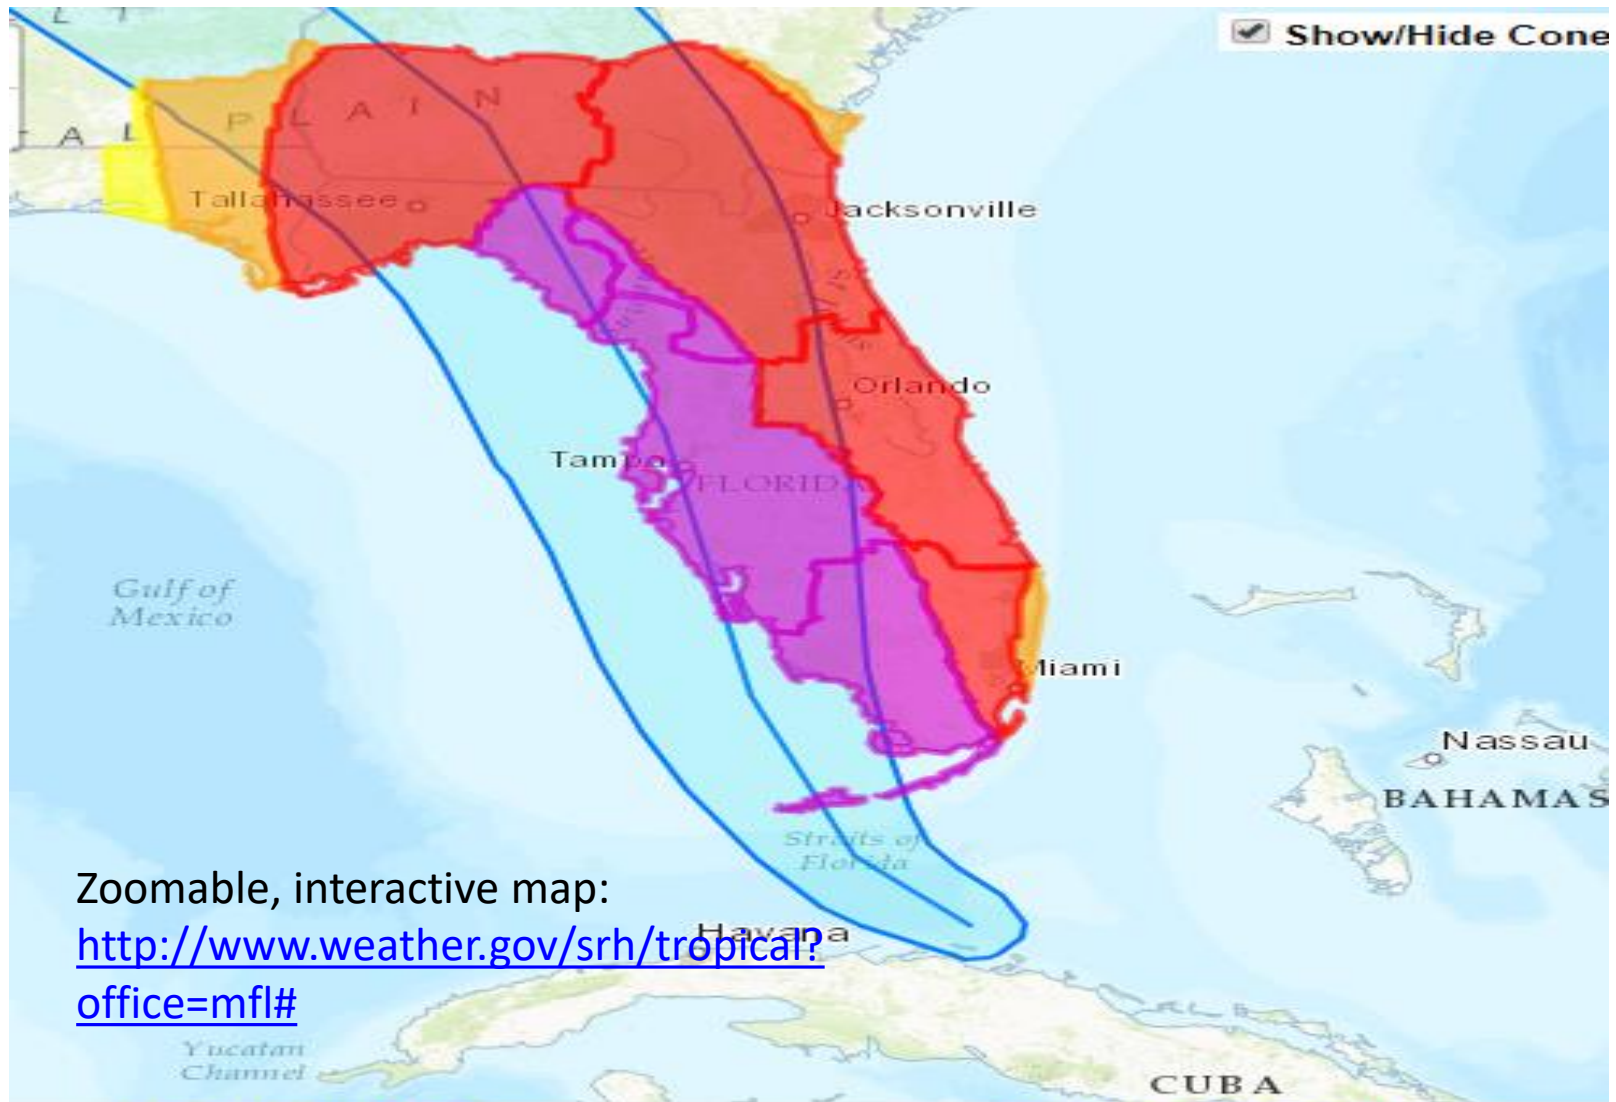 Show/Hide Cone
P L A I N
A L
Tallahassee
Jacksonville
Orlando
Tampa
FLORIDA
Gulf of
Mexico
Miami
Nassau
BAHAMAS
Straits of
Florida
Zoomable, interactive map:
Havana
http://www.weather.gov/srh/tropical?
office=mfl#
Yucatan
Channel
CUBA